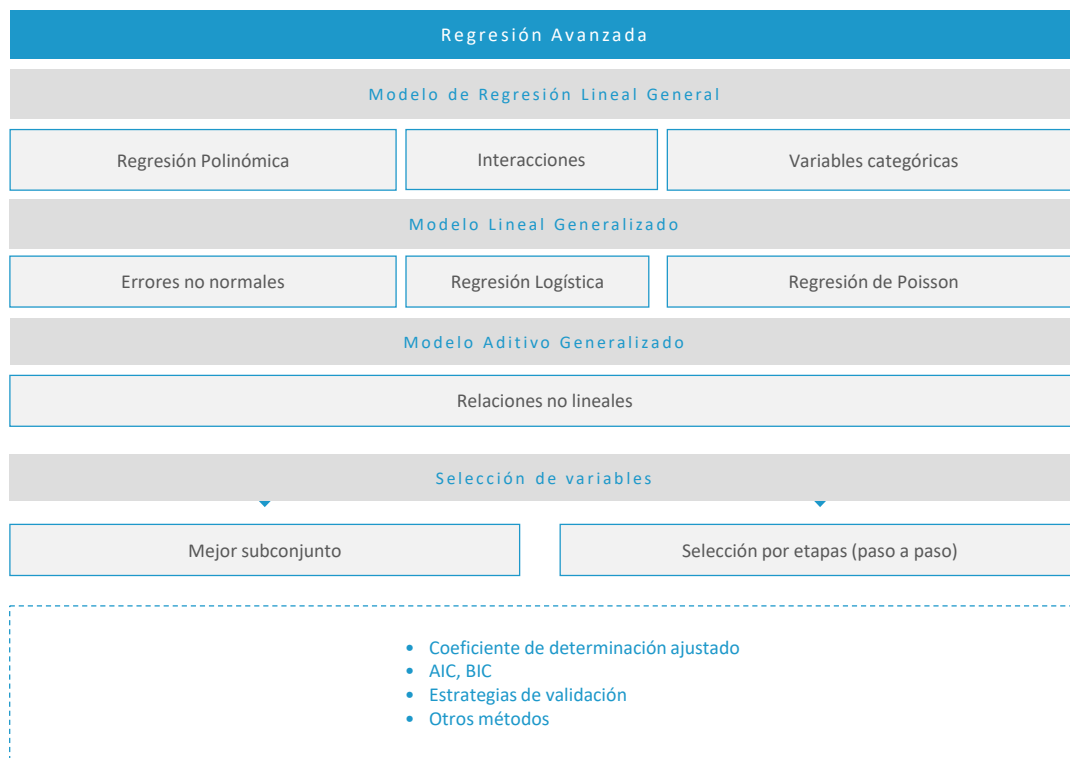 Regresión Avanzada
Modelo de Regresión Lineal General
Regresión Polinómica
Interacciones
Variables categóricas
Modelo Lineal Generalizado
Errores no normales
Regresión Logística
Regresión de Poisson
Modelo Aditivo Generalizado
Relaciones no lineales
Selección de variables
Mejor subconjunto
Selección por etapas (paso a paso)
• Coeficiente de determinación ajustado
• AIC, BIC
• Estrategias de validación
• Otros métodos